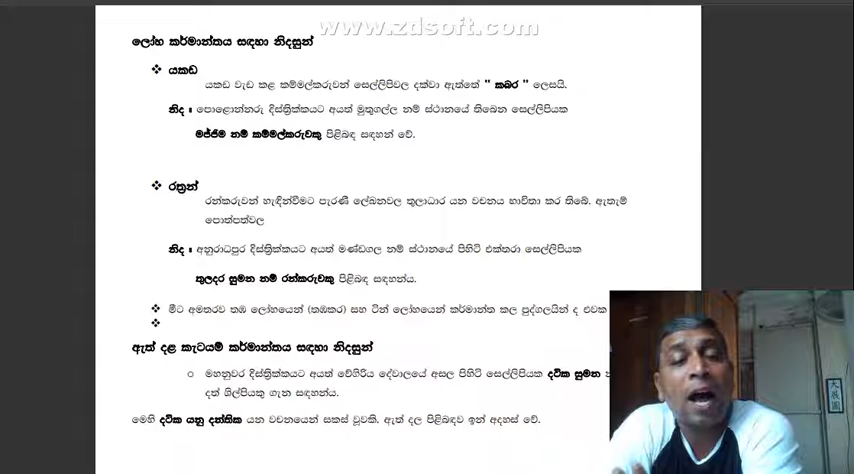 www.zdsoft.com
ලෝහ කර්මාන්තය සඳහා නිදසුන්
❖ යකඩ
යකඩ වැඩ කළ කම්මල්කරුවන් සෙල්ලිපිවල දක්වා ඇත්තේ " කබර " ලෙසයි.
නිද : පොළොන්නරු දිස්ත්‍රික්කයට අයත් මුතුගල්ල නම් ස්ථානයේ තිබෙන සෙල්ලිපියක
මජ්ජිම නම් කම්මල්කරුවකු පිළිබඳ සඳහන් වේ.
❖ රත්‍රන්
රන්කරුවන් හැඳින්වීමට පැරණී ලේඛනවල තුලාධාර යන වචනය භාවිතා කර තිබේ. ඇතැම්
පොත්පත්වල
නිද : අනුරාධපුර දිස්ත්‍රික්කයට අයත් මණ්ඩගල නම් ස්ථානයේ පිහිටි එක්තරා සෙල්ලිපියක
තුලදර සුමන නම් රන්කරුවකු පිළිබඳ සඳහන්ය.
❖ මීට අමතරව තඹ ලෝහයෙන් (තඹකර) සහ ටින් ලෝහයෙන් කර්මාන්ත කල පුද්ගලයින් ද එවක
❖
ඇත් දළ කැටයම් කර්මාන්තය සඳහා නිදසුන්
○ මහනුවර දිස්ත්‍රික්කයට අයත් වේගිරිය දේවාලයේ අසල පිහිටි සෙල්ලිපියක දටික සුමන
දත් ශිල්පියකු ගැන සඳහන්ය.
මෙහි දටික යනු දන්තික යන වචනයෙන් සකස් වූවකි. ඇත් දල පිළිබඳව ඉන් අදහස් වේ.